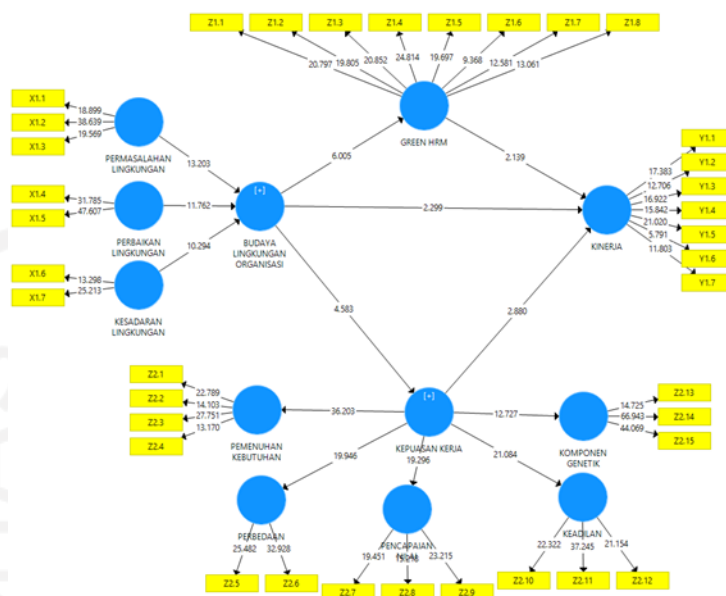 Z1.1 Z1.2 Z1.3 Z1.4 Z1.5 Z1.6 Z1.7 Z1.8
20.797 19.805 20.852 24.814 19.697 9.368 12.581 13.061
GREEN HRM
X1.1
X1.2
X1.3
18.899
38.639
19.569
PERMASALAHAN
LINGKUNGAN
13.203
6.005
2.139
X1.4
X1.5
31.785
47.607
PERBAIKAN
LINGKUNGAN
11.762
[+]
BUDAYA
LINGKUNGAN
ORGANISASI
2.299
X1.6
X1.7
13.298
25.213
KESADARAN
LINGKUNGAN
10.294
KINERJA
17.383
12.706
16.922
15.842
21.020
5.791
11.803
Y1.1
Y1.2
Y1.3
Y1.4
Y1.5
Y1.6
Y1.7
4.583
2.880
Z2.1
Z2.2
Z2.3
Z2.4
22.789
14.103
27.751
13.170
PEMENUHAN
KEBUTUHAN
36.203
[+]
KEPUASAN KERJA
12.727
KOMPONEN
GENETIK
14.725
66.943
44.069
Z2.13
Z2.14
Z2.15
19.946
19.296
21.084
PERBEDAAN
25.482 32.928
Z2.5 Z2.6
PENCAPAIAN
19.451 23.215
Z2.7 Z2.8 Z2.9
KEADILAN
22.322 37.245 21.154
Z2.10 Z2.11 Z2.12